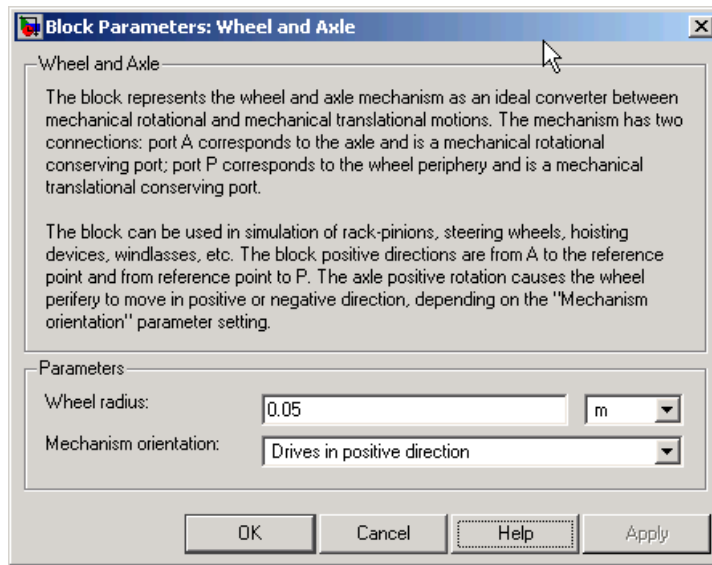 Block Parameters: Wheel and Axle
Wheel and Axle
The block represents the wheel and axle mechanism as an ideal converter between
mechanical rotational and mechanical translational motions. The mechanism has two
connections: port A corresponds to the axle and is a mechanical rotational
conserving port; port P corresponds to the wheel periphery and is a mechanical
translational conserving port.
The block can be used in simulation of rack-pinions, steering wheels, hoisting
devices, windlasses, etc. The block positive directions are from A to the reference
point and from reference point to P. The axle positive rotation causes the wheel
perifery to move in positive or negative direction, depending on the "Mechanism
orientation" parameter setting.
Parameters
Wheel radius: 0.05 m
Mechanism orientation: Drives in positive direction
OK Cancel Help Apply